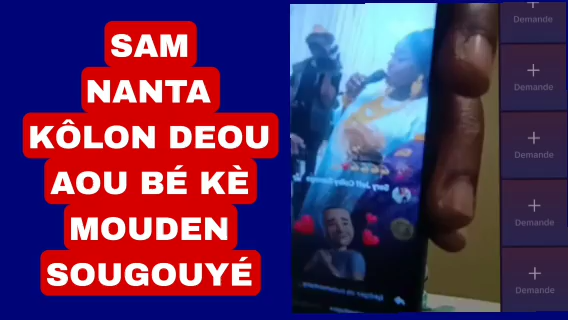 SAM
NANTA
KÔLON DEOU
AOU BÉ KÈ
MOUDEN
SOUGOUYÉ
Demande
Demande
Demande
Demande
Demande